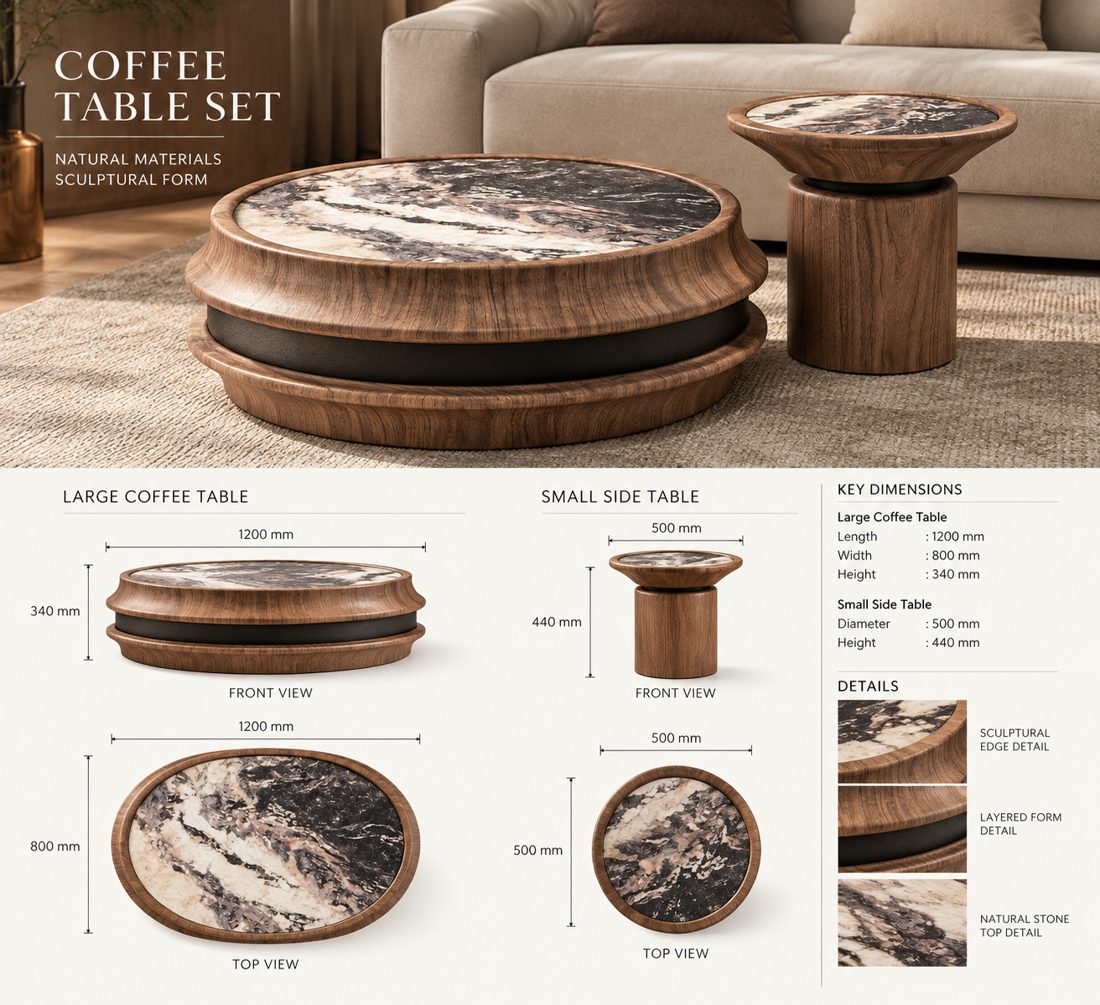 COFFEE
TABLE SET
NATURAL MATERIALS
SCULPTURAL FORM
LARGE COFFEE TABLE
1200 mm
340 mm
FRONT VIEW
1200 mm
800 mm
TOP VIEW
SMALL SIDE TABLE
500 mm
440 mm
FRONT VIEW
500 mm
500 mm
TOP VIEW
KEY DIMENSIONS
Large Coffee Table
Length : 1200 mm
Width : 800 mm
Height : 340 mm
Small Side Table
Diameter : 500 mm
Height : 440 mm
DETAILS
SCULPTURAL
EDGE DETAIL
LAYERED FORM
DETAIL
NATURAL STONE
TOP DETAIL